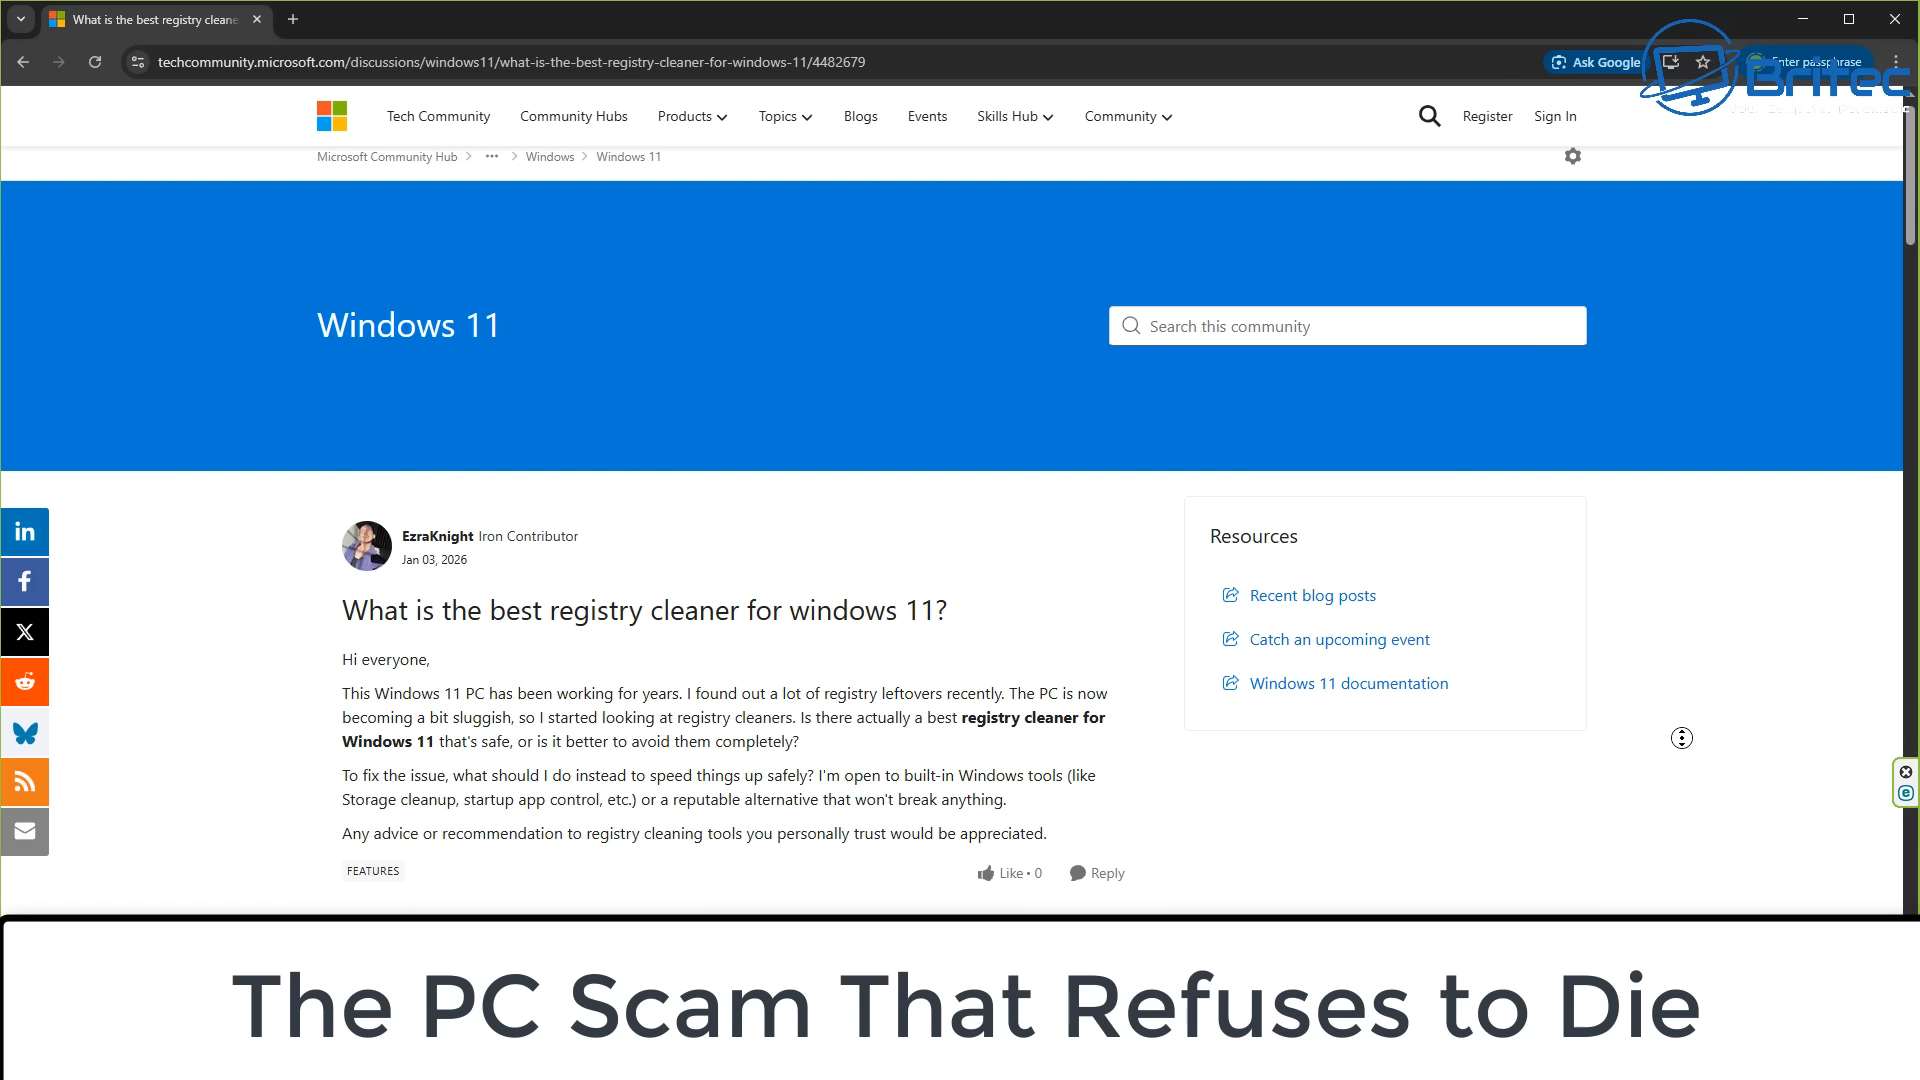 What is the best registry cleane
techcommunity.microsoft.com/discussions/windows11/what-is-the-best-registry-cleaner-for-windows-11/4482679
Ask Google
Enter passphrase
Britec
Tech Community
Community Hubs
Products
Topics
Blogs
Events
Skills Hub
Community
Register
Sign In
Microsoft Community Hub
Windows
Windows 11
Windows 11
Search this community
EzraKnight Iron Contributor
Jan 03, 2026
What is the best registry cleaner for windows 11?
Hi everyone,
This Windows 11 PC has been working for years. I found out a lot of registry leftovers recently. The PC is now
becoming a bit sluggish, so I started looking at registry cleaners. Is there actually a best registry cleaner for
Windows 11 that's safe, or is it better to avoid them completely?
To fix the issue, what should I do instead to speed things up safely? I'm open to built-in Windows tools (like
Storage cleanup, startup app control, etc.) or a reputable alternative that won't break anything.
Any advice or recommendation to registry cleaning tools you personally trust would be appreciated.
FEATURES
Like • 0
Reply
Resources
Recent blog posts
Catch an upcoming event
Windows 11 documentation
The PC Scam That Refuses to Die